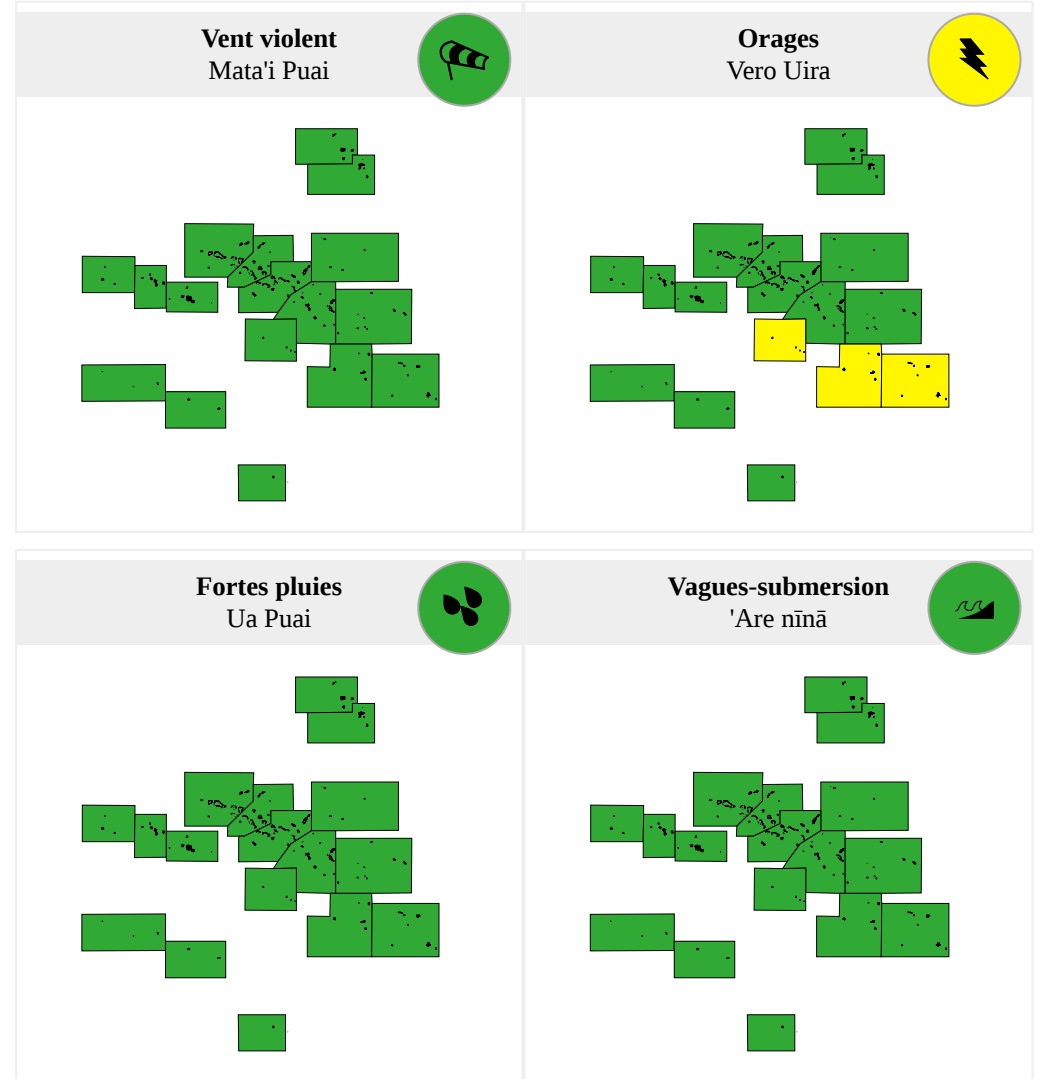 Vent violent
Mata'i Puai
Orages
Vero Uira
Fortes pluies
Ua Puai
Vagues-submersion
'Are nīnā